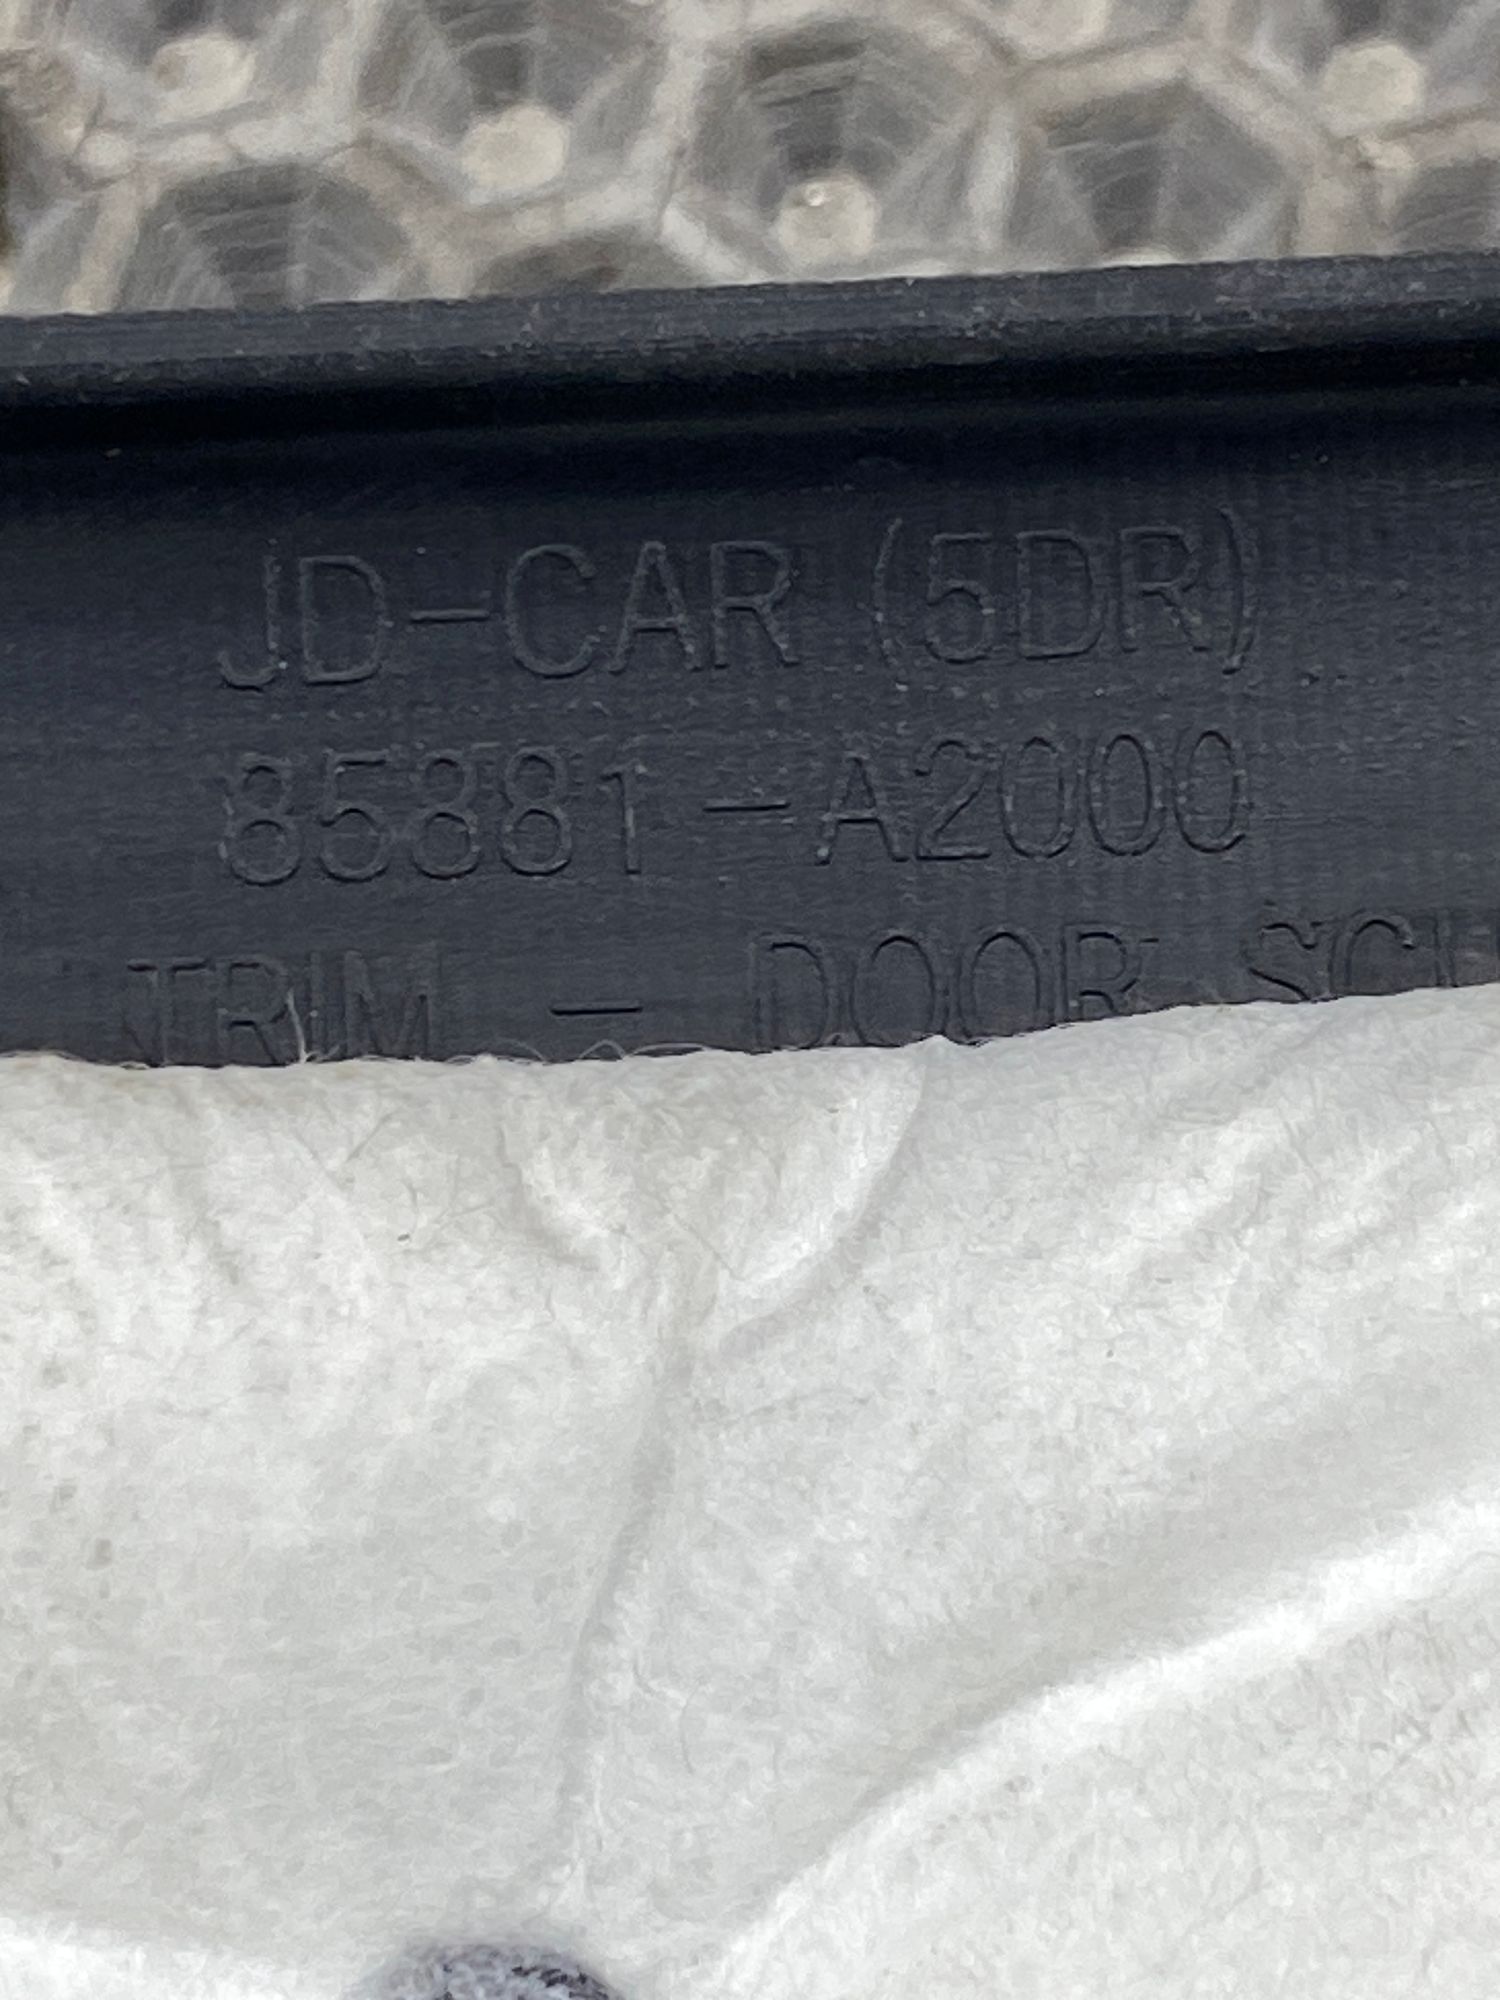 JD-CAR (5DR)
85881-A2000
TRIM - DOOR